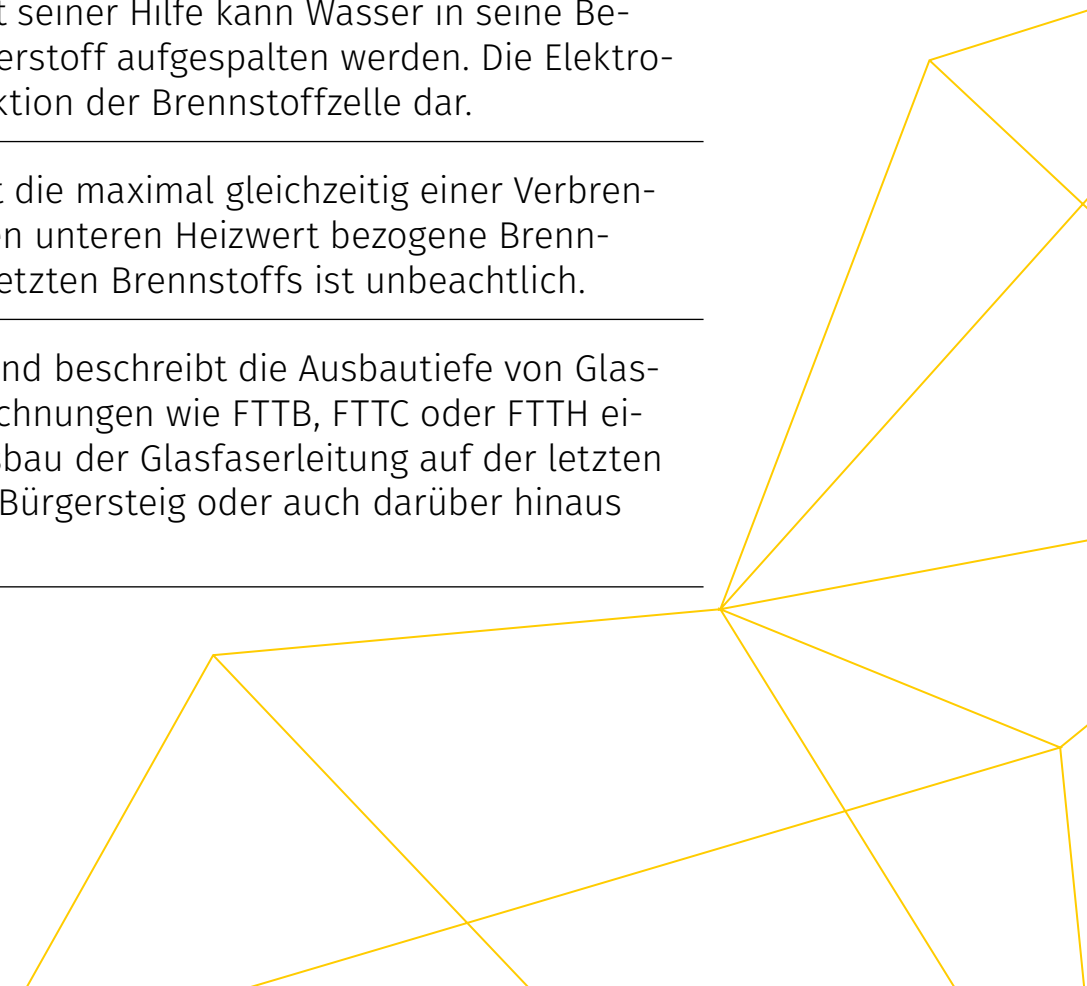 t seiner Hilfe kann Wasser in seine Be-
erstoff aufgespalten werden. Die Elektro-
ktion der Brennstoffzelle dar.
t die maximal gleichzeitig einer Verbren-
en unteren Heizwert bezogene Brenn-
etzten Brennstoffs ist unbeachtlich.
nd beschreibt die Ausbautiefe von Glas-
chnungen wie FTTB, FTTC oder FTTH ei-
sbau der Glasfaserleitung auf der letzten
Bürgersteig oder auch darüber hinaus